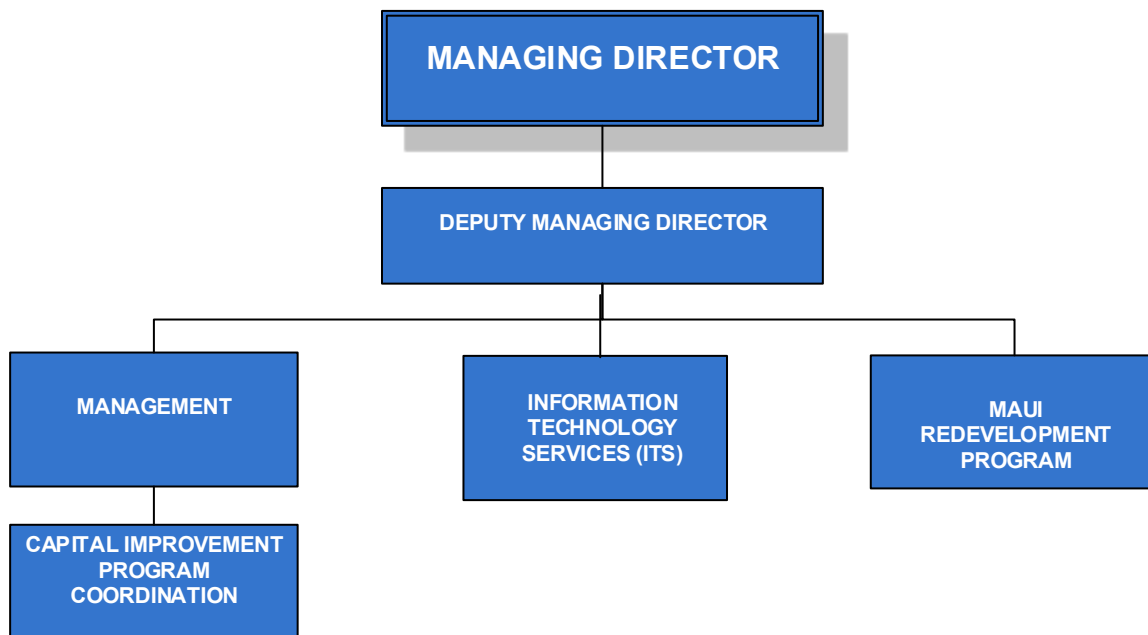 MANAGING DIRECTOR
DEPUTY MANAGING DIRECTOR
MANAGEMENT
INFORMATION
TECHNOLOGY
SERVICES (ITS)
MAUI
REDEVELOPMENT
PROGRAM
CAPITAL IMPROVEMENT
PROGRAM
COORDINATION